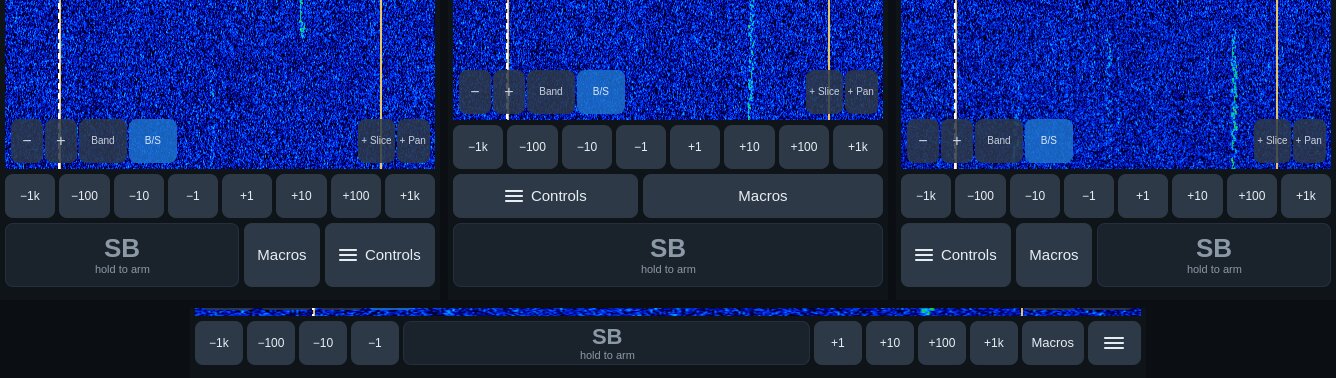 − + Band B/S + Slice + Pan
−1k −100 −10 −1 +1 +10 +100 +1k
SB
hold to arm
Macros
Controls
− + Band B/S + Slice + Pan
−1k −100 −10 −1 +1 +10 +100 +1k
Controls
Macros
SB
hold to arm
− + Band B/S + Slice + Pan
−1k −100 −10 −1 +1 +10 +100 +1k
Controls
Macros
SB
hold to arm
−1k −100 −10 −1
SB
hold to arm
+1 +10 +100 +1k Macros